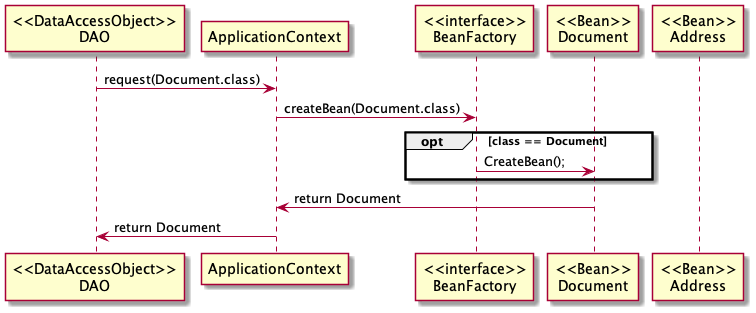 <<DataAccessObject>>
DAO
ApplicationContext
<<interface>>
BeanFactory
<<Bean>>
Document
<<Bean>>
Address
request(Document.class)
createBean(Document.class)
opt
[class == Document]
CreateBean();
return Document
return Document
<<DataAccessObject>>
DAO
ApplicationContext
<<interface>>
BeanFactory
<<Bean>>
Document
<<Bean>>
Address